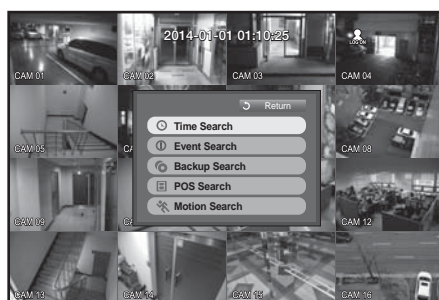 2014-01-01 01:10:25
LOG ON
CAM 01
CAM 02
CAM 03
CAM 04
Return
Time Search
CAM 05
Event Search
CAM 08
Backup Search
POS Search
Motion Search
CAM 09
CAM 12
CAM 13
CAM 14
CAM 15
CAM 16